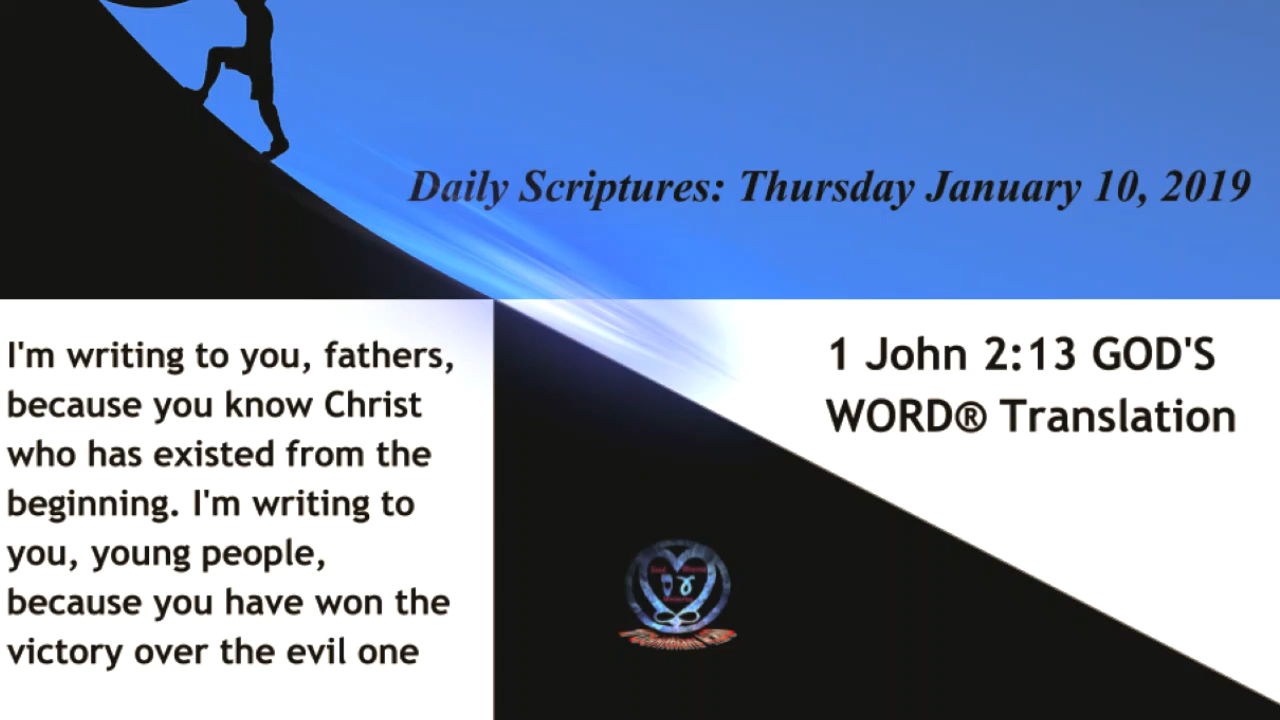 Daily Scriptures: Thursday January 10, 2019
I'm writing to you, fathers,
because you know Christ
who has existed from the
beginning. I'm writing to
you, young people,
because you have won the
victory over the evil one
1 John 2:13 GOD'S
WORD® Translation